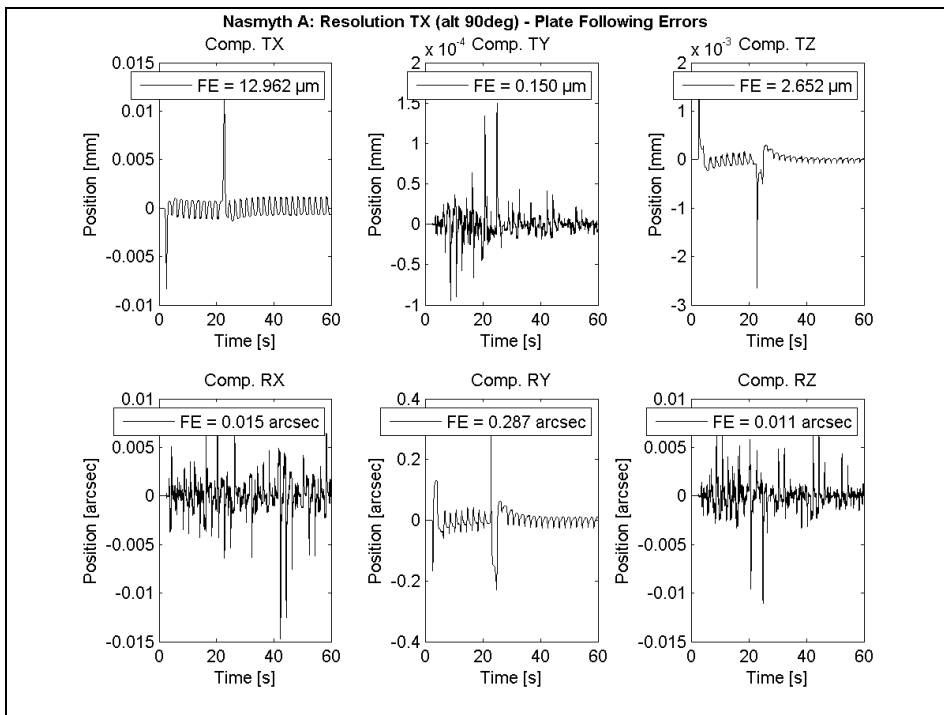 Nasmyth A: Resolution TX (alt 90deg) - Plate Following Errors
Comp. TX
0.015
0.01
0.005
0
-0.005
-0.01
Position [mm]
FE = 12.962 µm
0 20 40 60
Time [s]
x 10⁻⁴ Comp. TY
2
1.5
1
0.5
0
-0.5
-1
Position [mm]
FE = 0.150 µm
0 20 40 60
Time [s]
x 10⁻³ Comp. TZ
2
1
0
-1
-2
-3
Position [mm]
FE = 2.652 µm
0 20 40 60
Time [s]
Comp. RX
0.01
0.005
0
-0.005
-0.01
-0.015
Position [arcsec]
FE = 0.015 arcsec
0 20 40 60
Time [s]
Comp. RY
0.4
0.2
0
-0.2
-0.4
Position [arcsec]
FE = 0.287 arcsec
0 20 40 60
Time [s]
Comp. RZ
0.01
0.005
0
-0.005
-0.01
-0.015
Position [arcsec]
FE = 0.011 arcsec
0 20 40 60
Time [s]